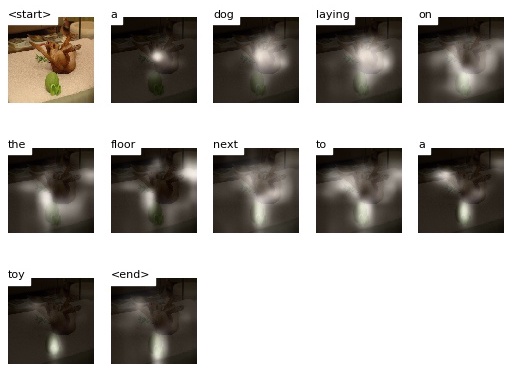 <start> a dog laying on
the floor next to a
toy <end>